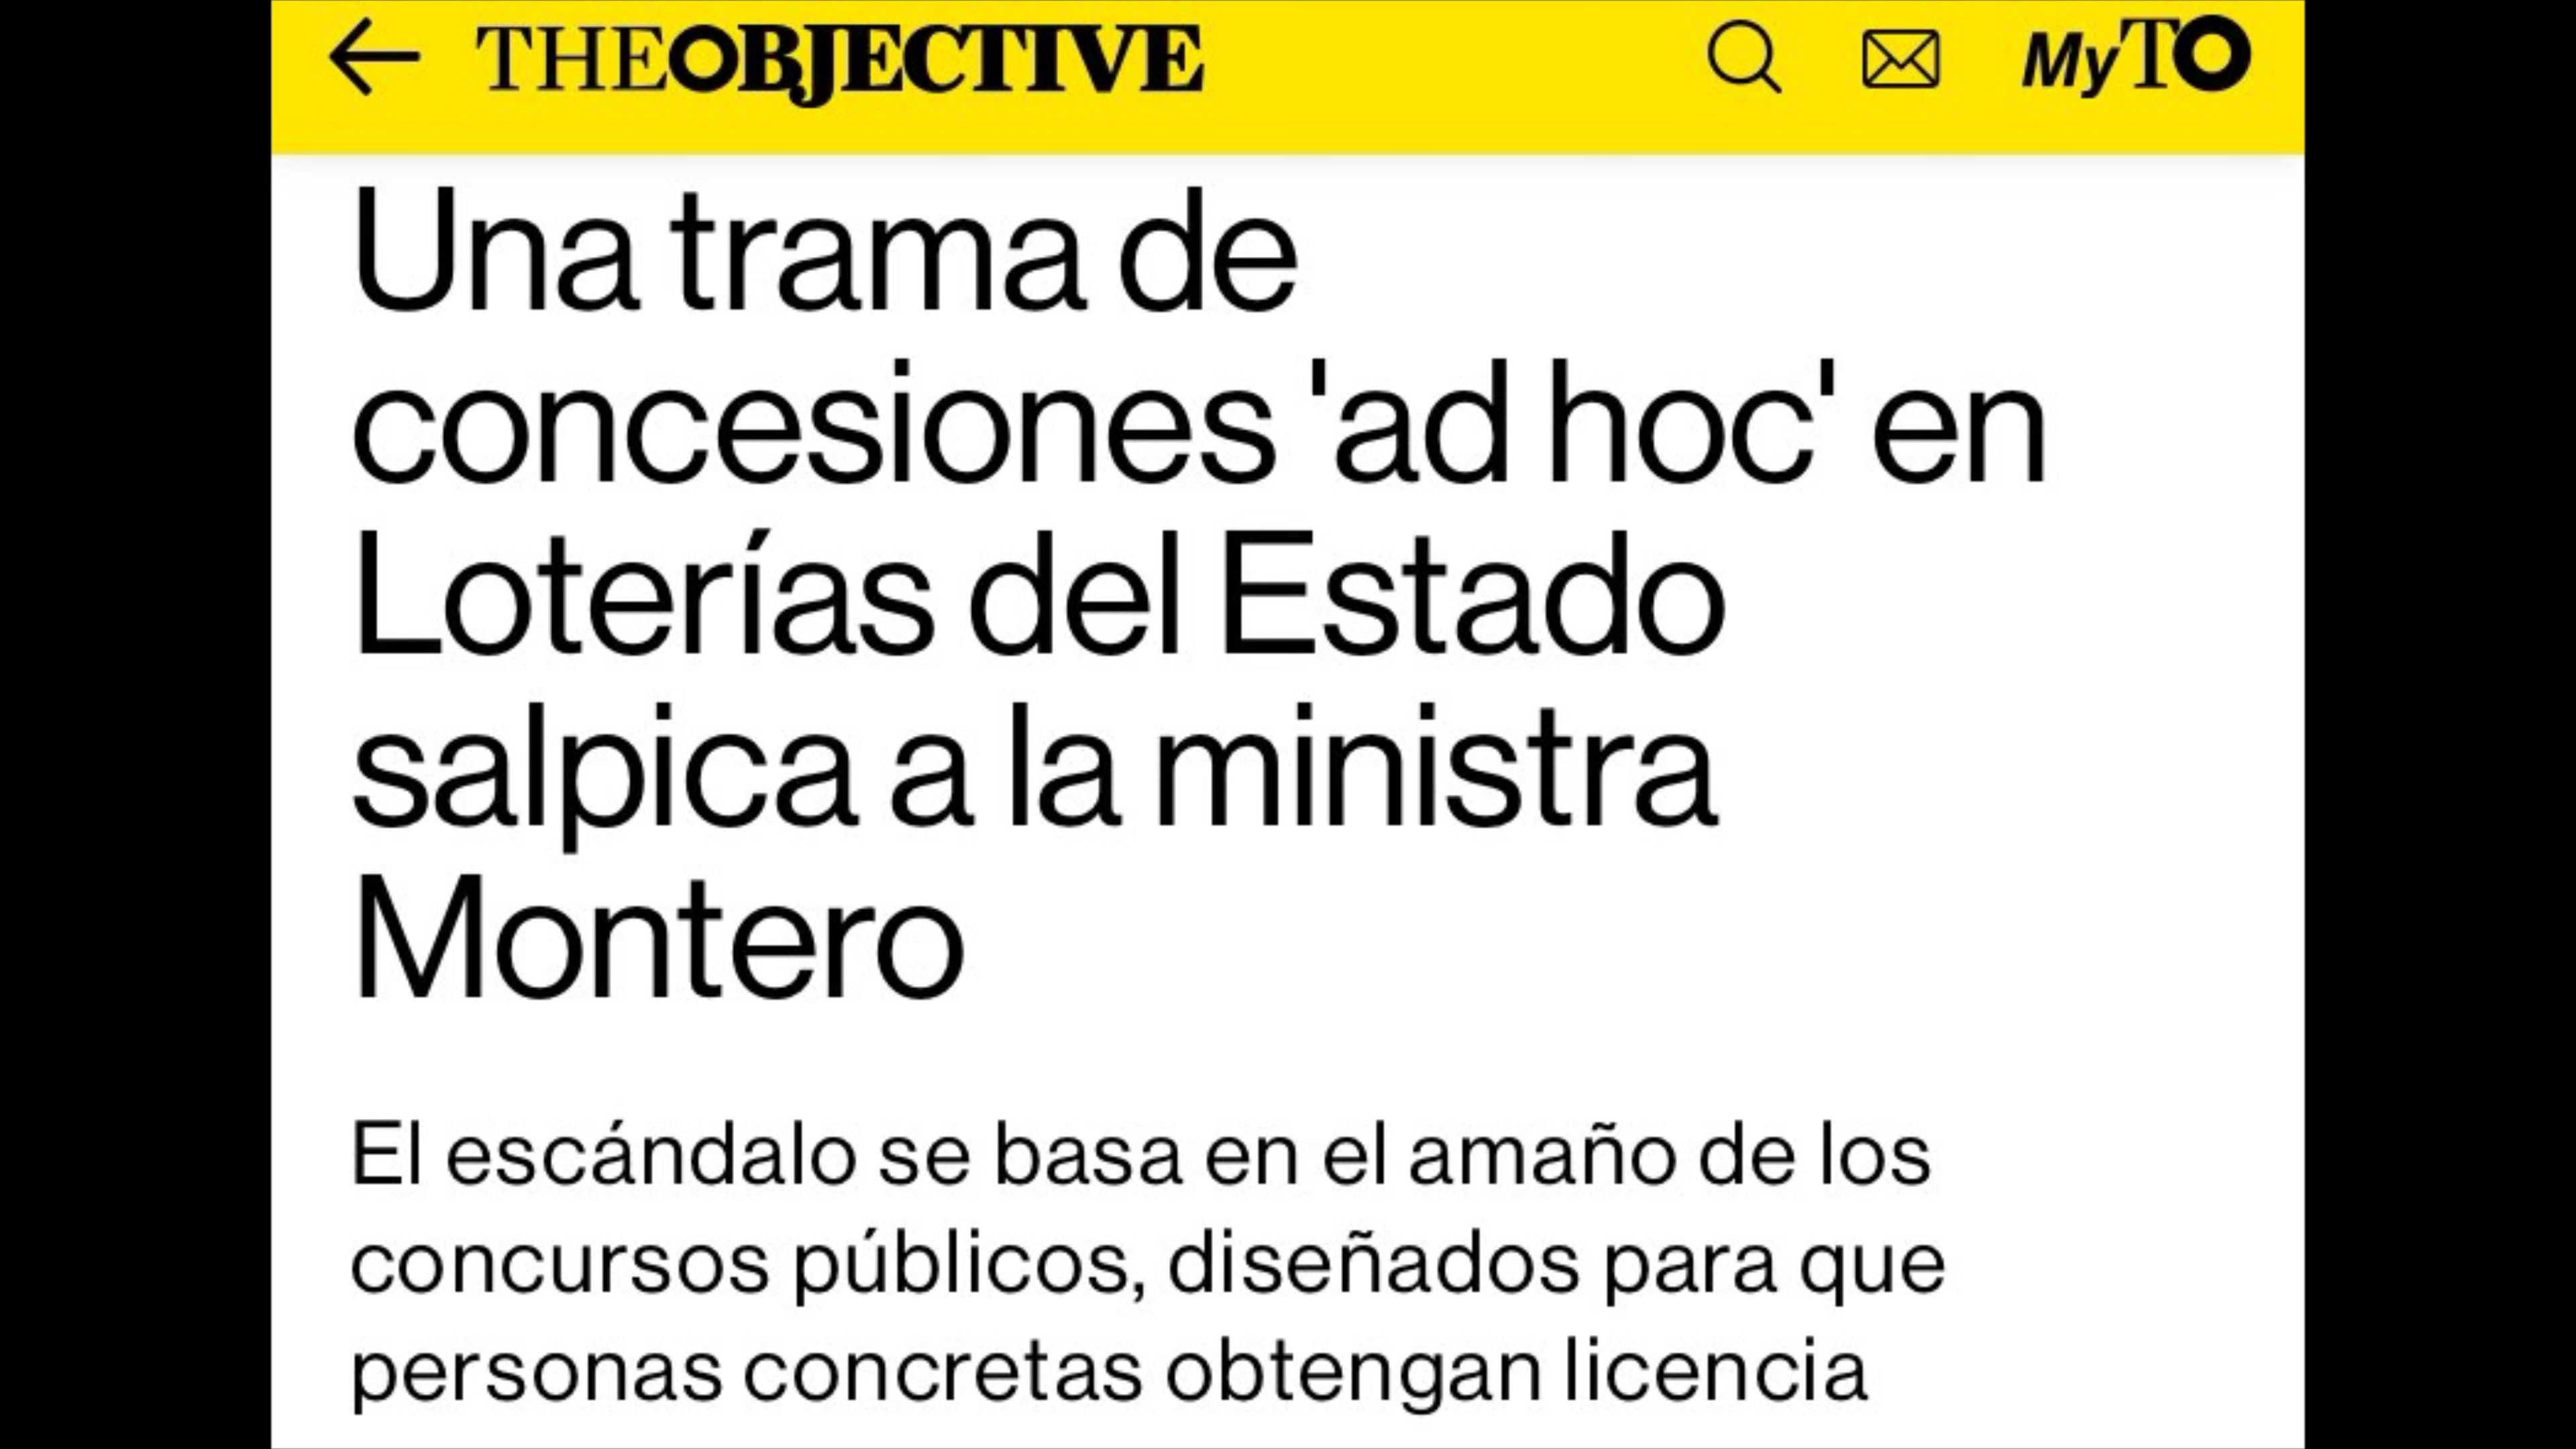 THEOBJECTIVE MyTO
Una trama de
concesiones 'ad hoc' en
Loterías del Estado
salpica a la ministra
Montero
El escándalo se basa en el amaño de los
concursos públicos, diseñados para que
personas concretas obtengan licencia